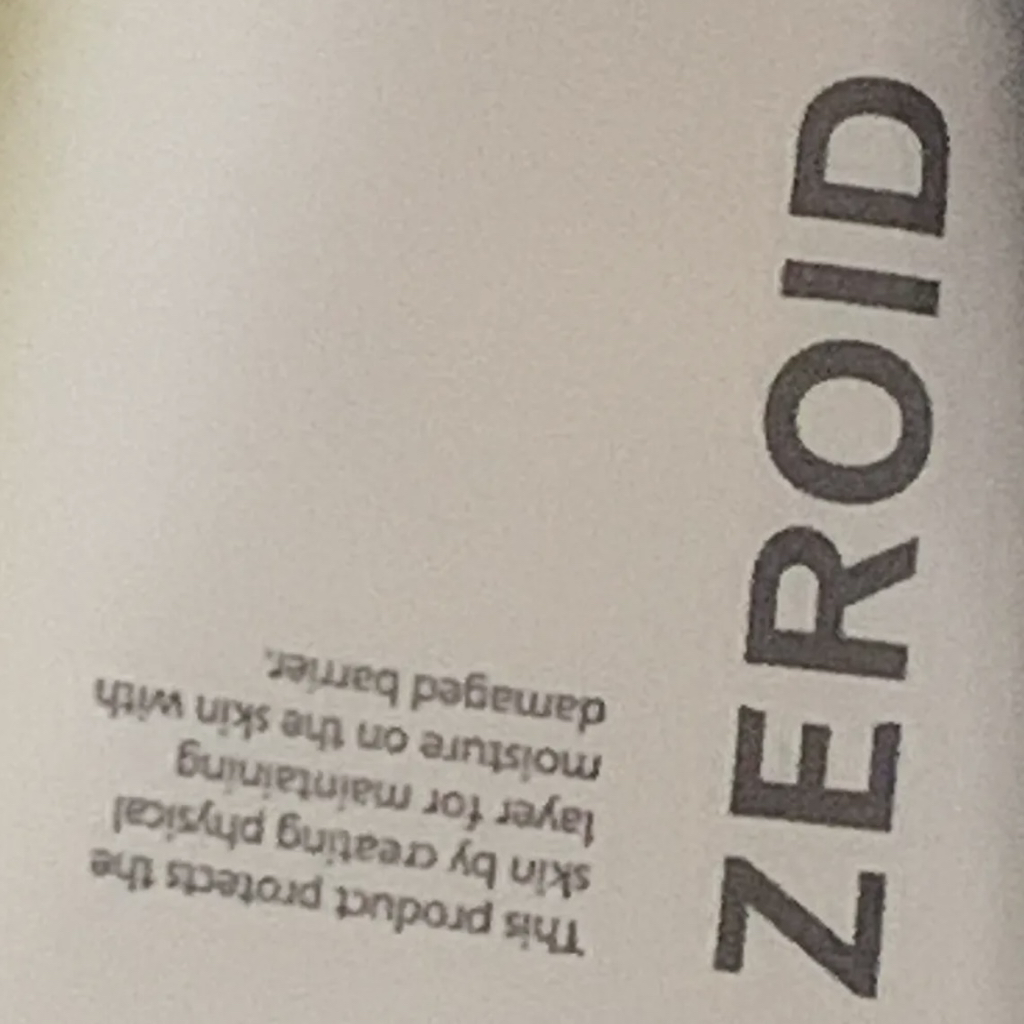 ZEROID
This product protects the
skin by creating physical
layer for maintaining
moisture on the skin with
damaged barrier.